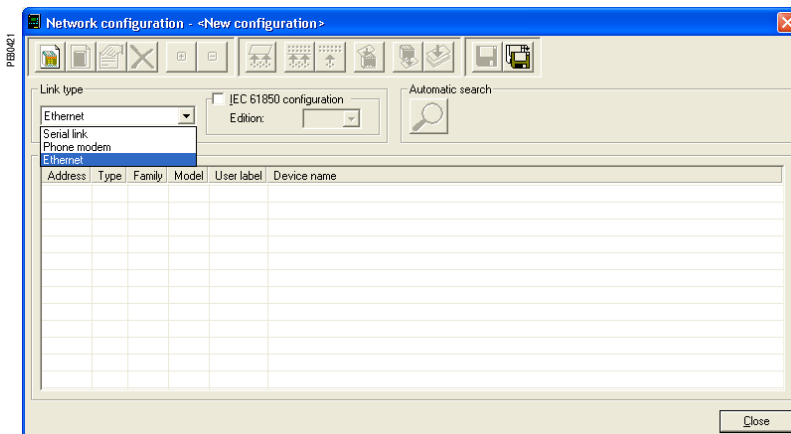 Network configuration - <New configuration>
PEB0421
Link type
IEC 61850 configuration
Automatic search
Ethernet
Edition:
Serial link
Phone modem
Ethernet
Address Type Family Model User label Device name
Close